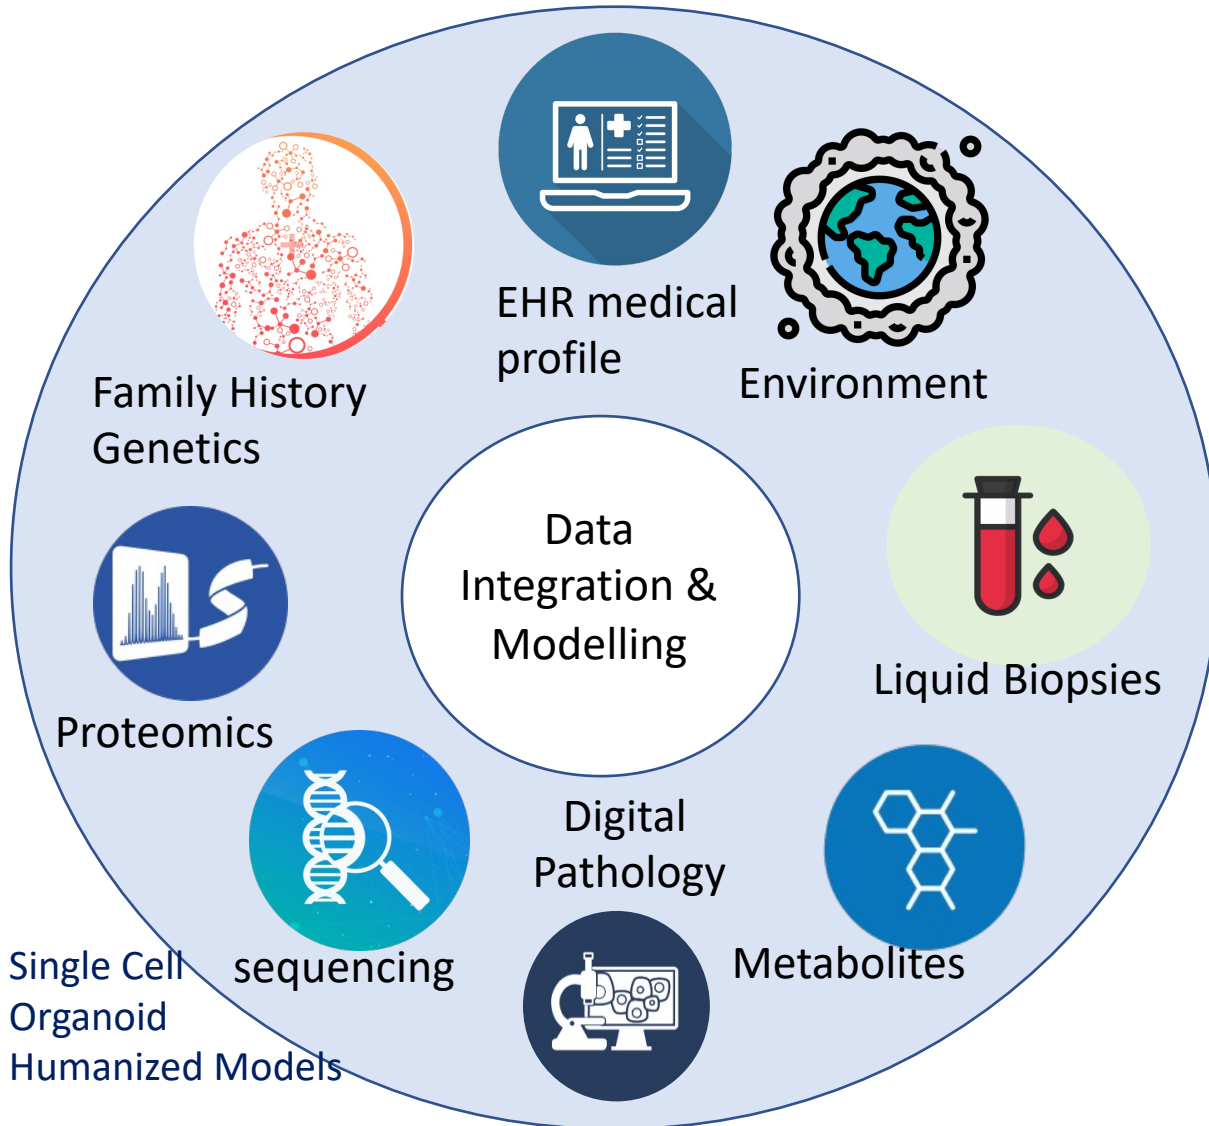 EHR medical
profile
Environment
Family History
Genetics
Data
Integration &
Modelling
Liquid Biopsies
Proteomics
Digital
Pathology
Single Cell
Organoid
Humanized Models
sequencing
Metabolites